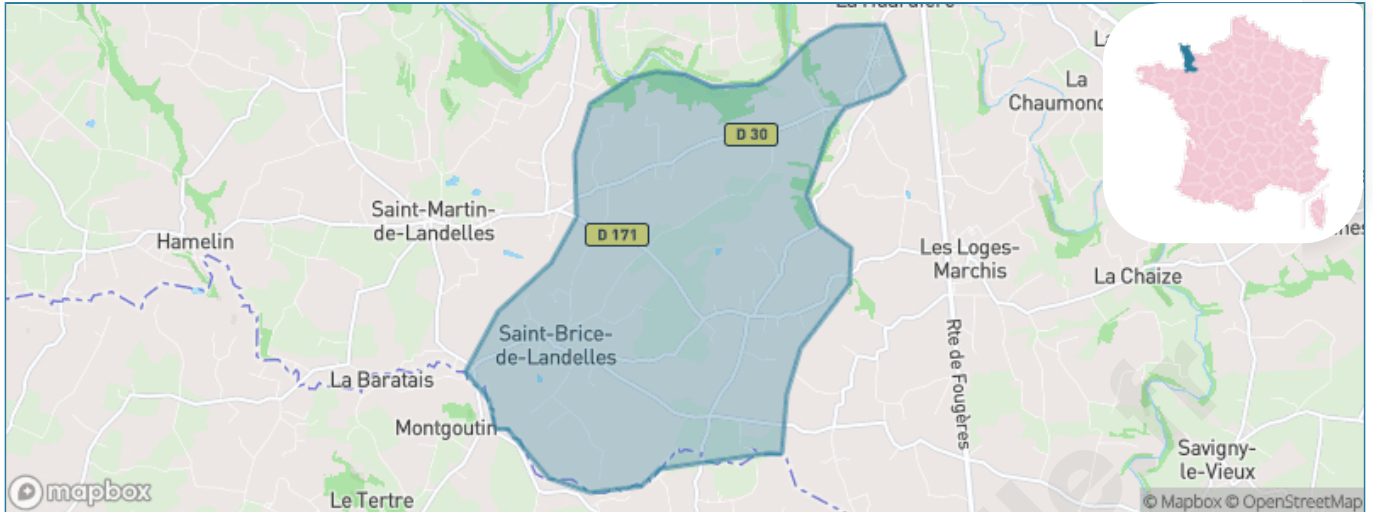 D 30
La
Chaumond
D 171
Saint-Martin-
de-Landelles
Hamelin
Les Loges-
Marchis
La Chaize
Saint-Brice-
de-Landelles
Rte de Fougères
La Baratais
Montgoutin
Savigny-
le-Vieux
Le Tertre
mapbox
© Mapbox © OpenStreetMap